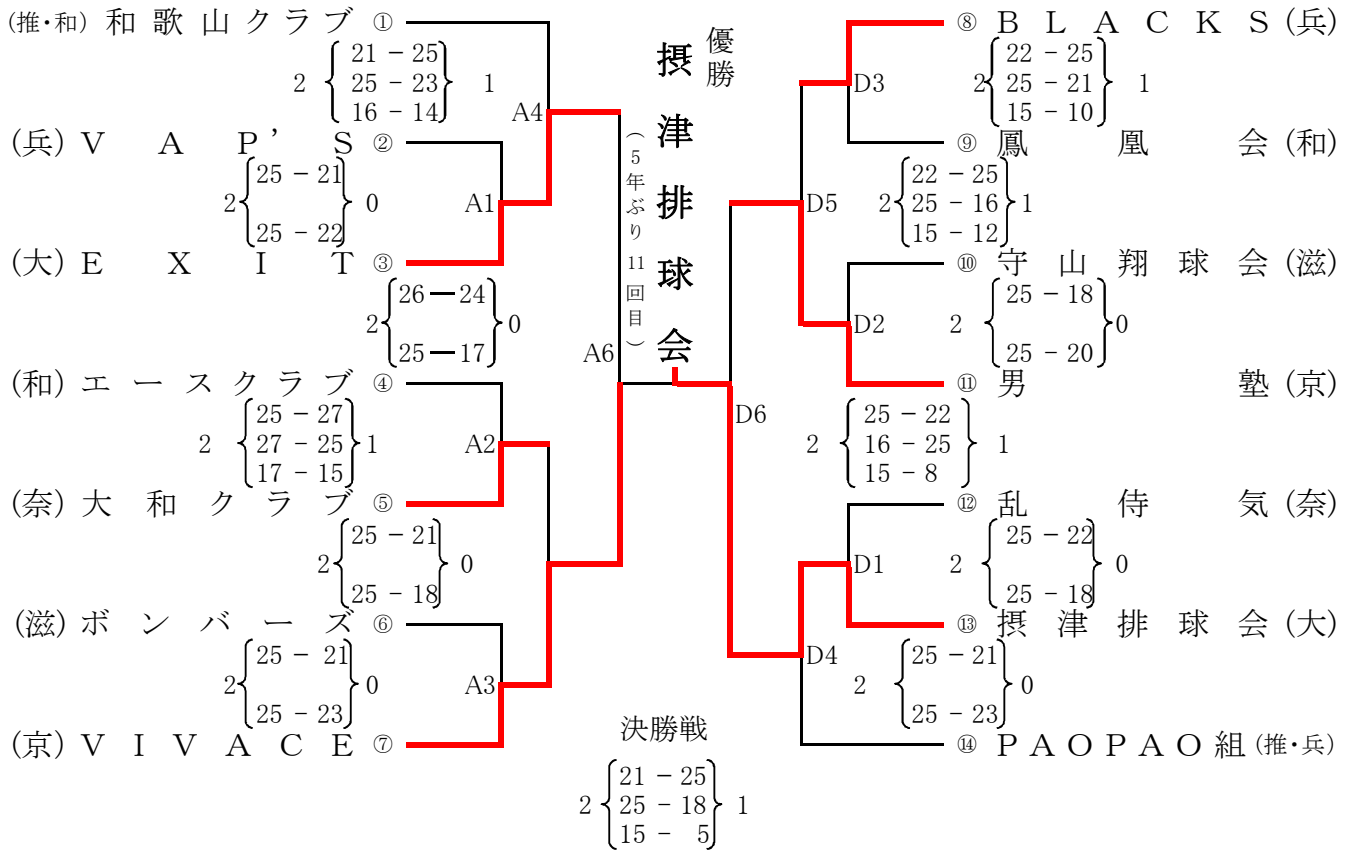 (推・和) 和歌山クラブ ①
21 − 25
2 25 − 23 1
16 − 14
A4
(兵) VAP'S ②
25 − 21
2 0
25 − 22
A1
(大) EXIT ③
26 — 24
2 0
25 — 17
A6
(和) エースクラブ ④
25 − 27
2 27 − 25 1
17 − 15
A2
(奈) 大和クラブ ⑤
25 − 21
2 0
25 − 18
(滋) ボンバーズ ⑥
25 − 21
2 0
25 − 23
A3
(京) VIVACE ⑦
優勝
摂津排球会
(5年ぶり11回目)
決勝戦
21 − 25
2 25 − 18 1
15 − 5
⑧ BLACKS (兵)
22 − 25
2 25 − 21 1
15 − 10
D3
⑨ 鳳凰会 (和)
22 − 25
2 25 − 16 1
15 − 12
D5
⑩ 守山翔球会 (滋)
25 − 18
2 0
25 − 20
D2
⑪ 男塾 (京)
25 − 22
2 16 − 25 1
15 − 8
D6
⑫ 乱侍気 (奈)
25 − 22
2 0
25 − 18
D1
⑬ 摂津排球会 (大)
25 − 21
2 0
25 − 23
D4
⑭ PAOPAO組 (推・兵)